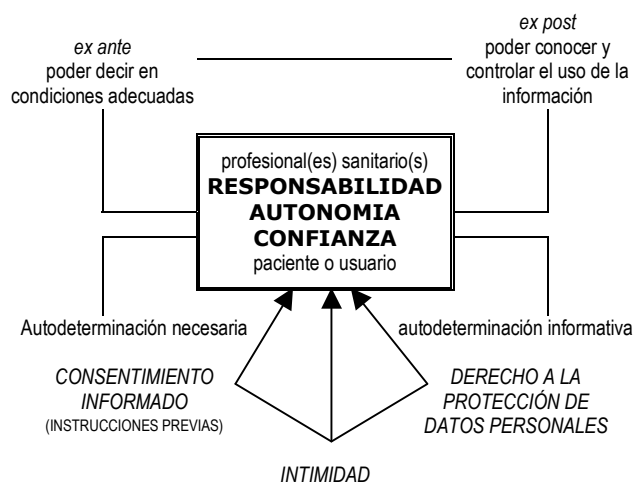 ex ante
poder decir en
condiciones adecuadas
ex post
poder conocer y
controlar el uso de la
información
profesional(es) sanitario(s)
RESPONSABILIDAD
AUTONOMIA
CONFIANZA
paciente o usuario
Autodeterminación necesaria
autodeterminación informativa
CONSENTIMIENTO
INFORMADO
(INSTRUCCIONES PREVIAS)
DERECHO A LA
PROTECCIÓN DE
DATOS PERSONALES
INTIMIDAD